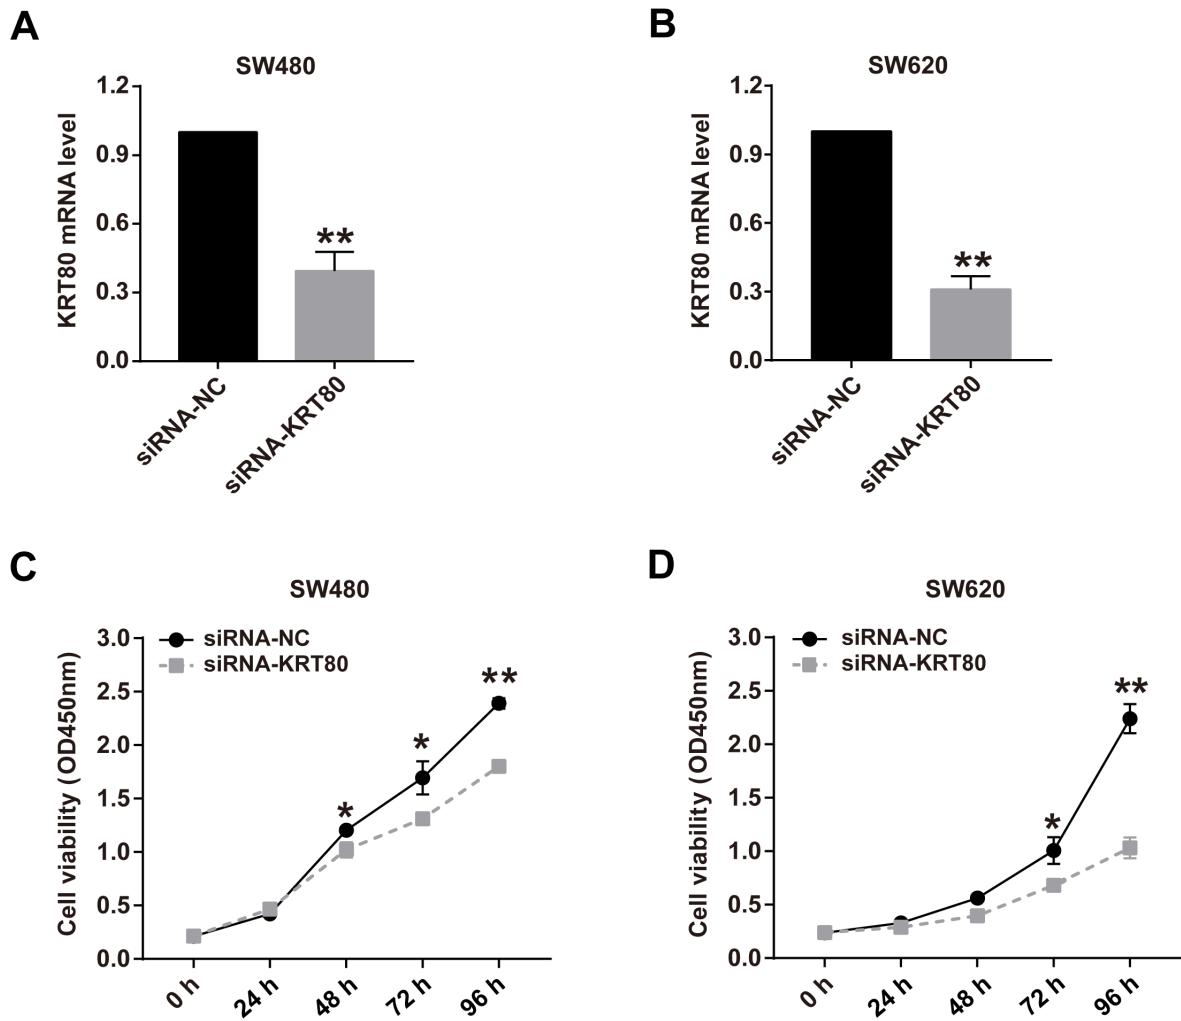 A
SW480
KRT80 mRNA level
1.2
0.9
0.6
0.3
0.0
**
siRNA-NC
siRNA-KRT80
B
SW620
KRT80 mRNA level
1.2
0.9
0.6
0.3
0.0
**
siRNA-NC
siRNA-KRT80
C
SW480
Cell viability (OD450nm)
3.0
2.5
2.0
1.5
1.0
0.5
0.0
siRNA-NC
siRNA-KRT80
*
*
**
0 h
24 h
48 h
72 h
96 h
D
SW620
Cell viability (OD450nm)
3.0
2.5
2.0
1.5
1.0
0.5
0.0
siRNA-NC
siRNA-KRT80
*
**
0 h
24 h
48 h
72 h
96 h